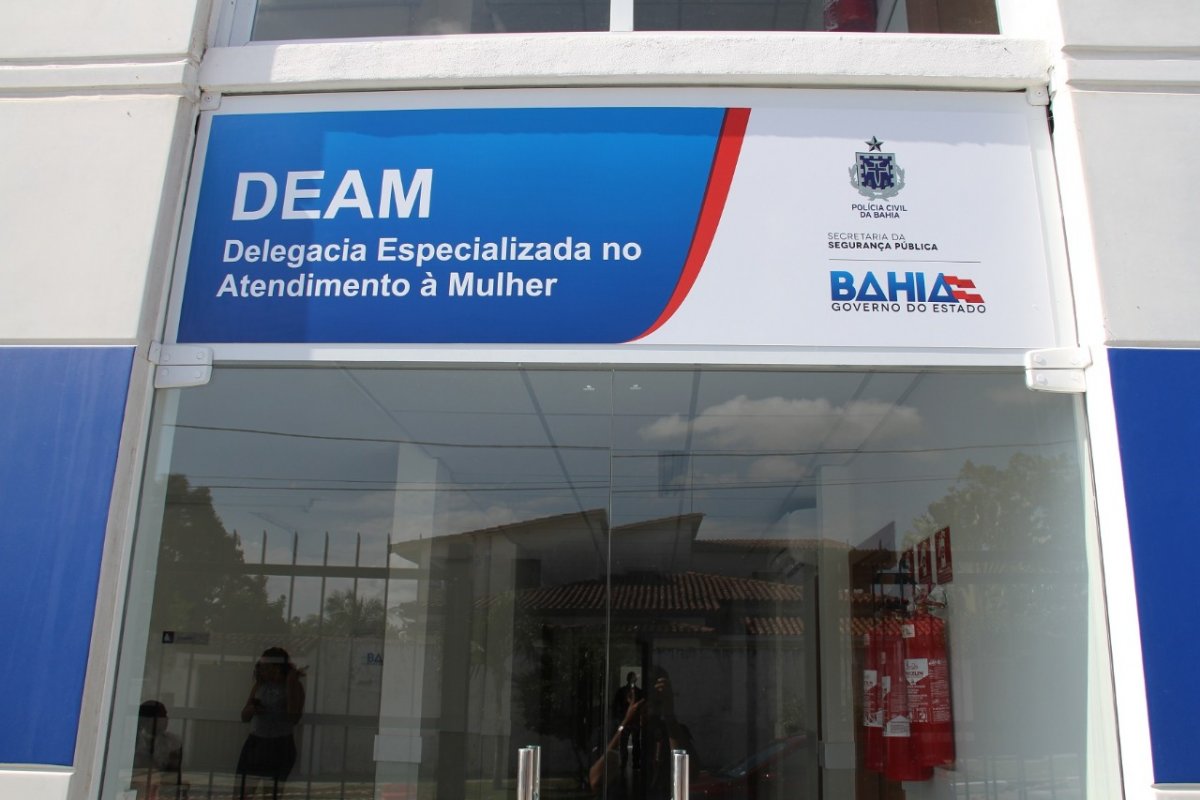 DEAM
Delegacia Especializada no
Atendimento à Mulher
POLÍCIA CIVIL
DA BAHIA
SECRETARIA DA
SEGURANÇA PÚBLICA
BAHIA
GOVERNO DO ESTADO